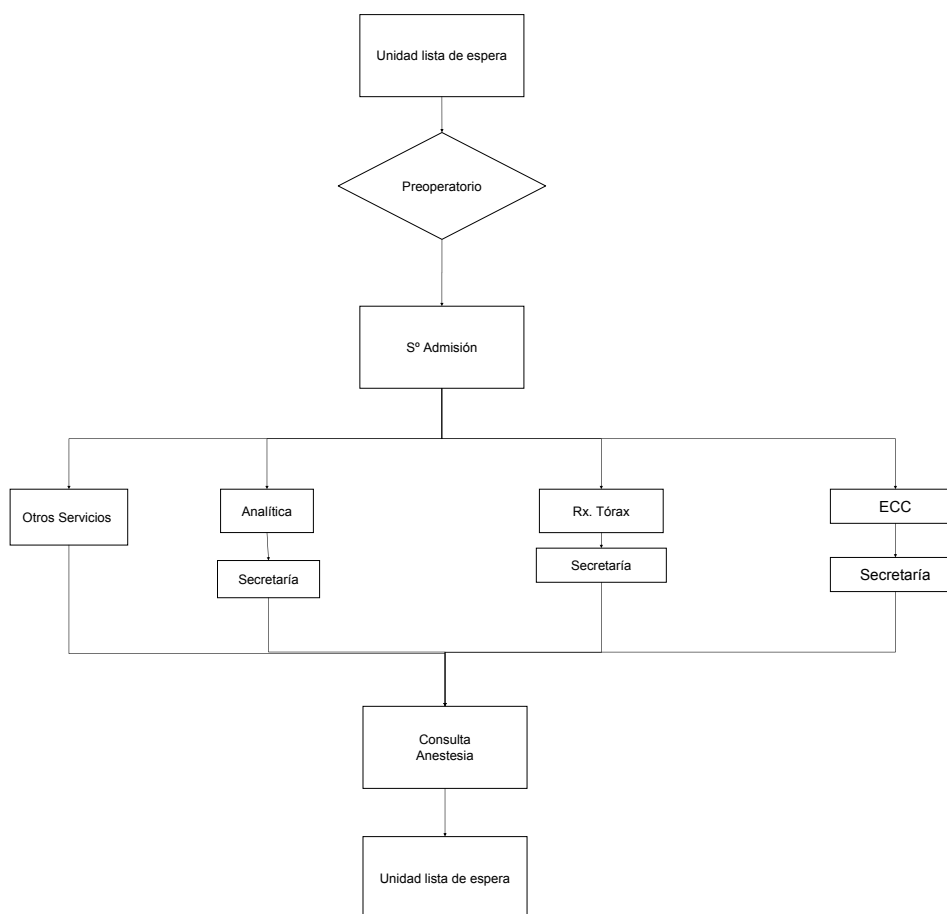 Unidad lista de espera
Preoperatorio
Sº Admisión
Otros Servicios
Analítica
Rx. Tórax
ECC
Secretaría
Secretaría
Secretaría
Consulta
Anestesia
Unidad lista de espera